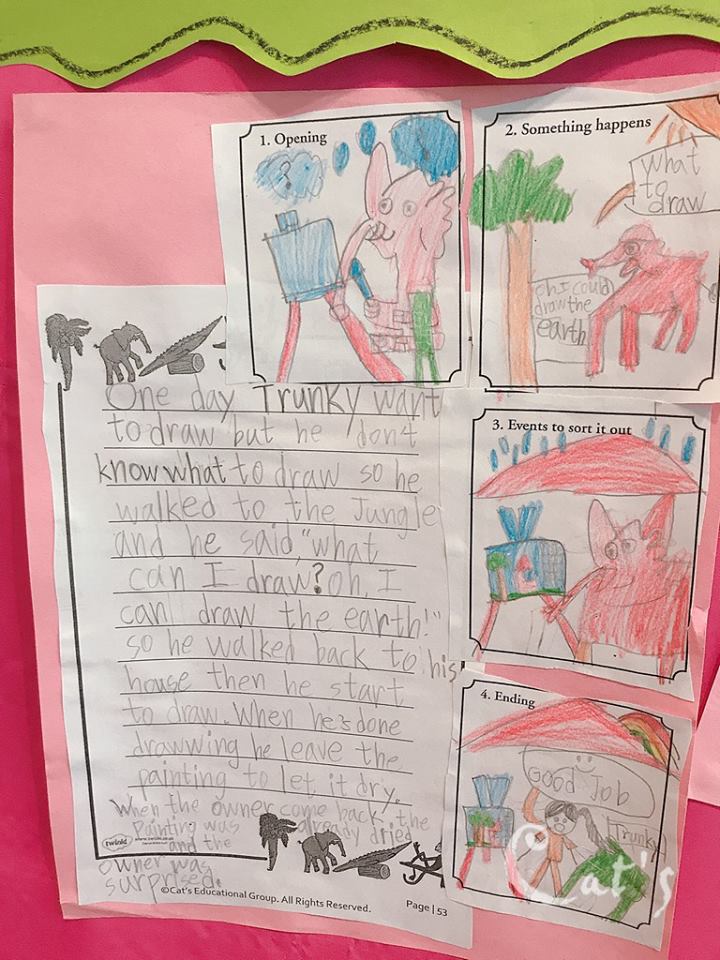 1. Opening
2. Something happens
What
to
draw
oh I could
draw the
earth
One day, Trunky want
to draw but he don't
know what to draw so he
walked to the Jungle
and he said, "what
can I draw? oh, I
can draw the earth!"
so he walked back to his
house then he start
to draw. When he's done
drawwing he leave the
painting to let it dry.
When the owner come back, the
Painting was already dried
and the
owner was
surprised.
twinkl
©Cat's Educational Group. All Rights Reserved.
Page | 53
3. Events to sort it out
4. Ending
Good Job
Trunky
Cat's